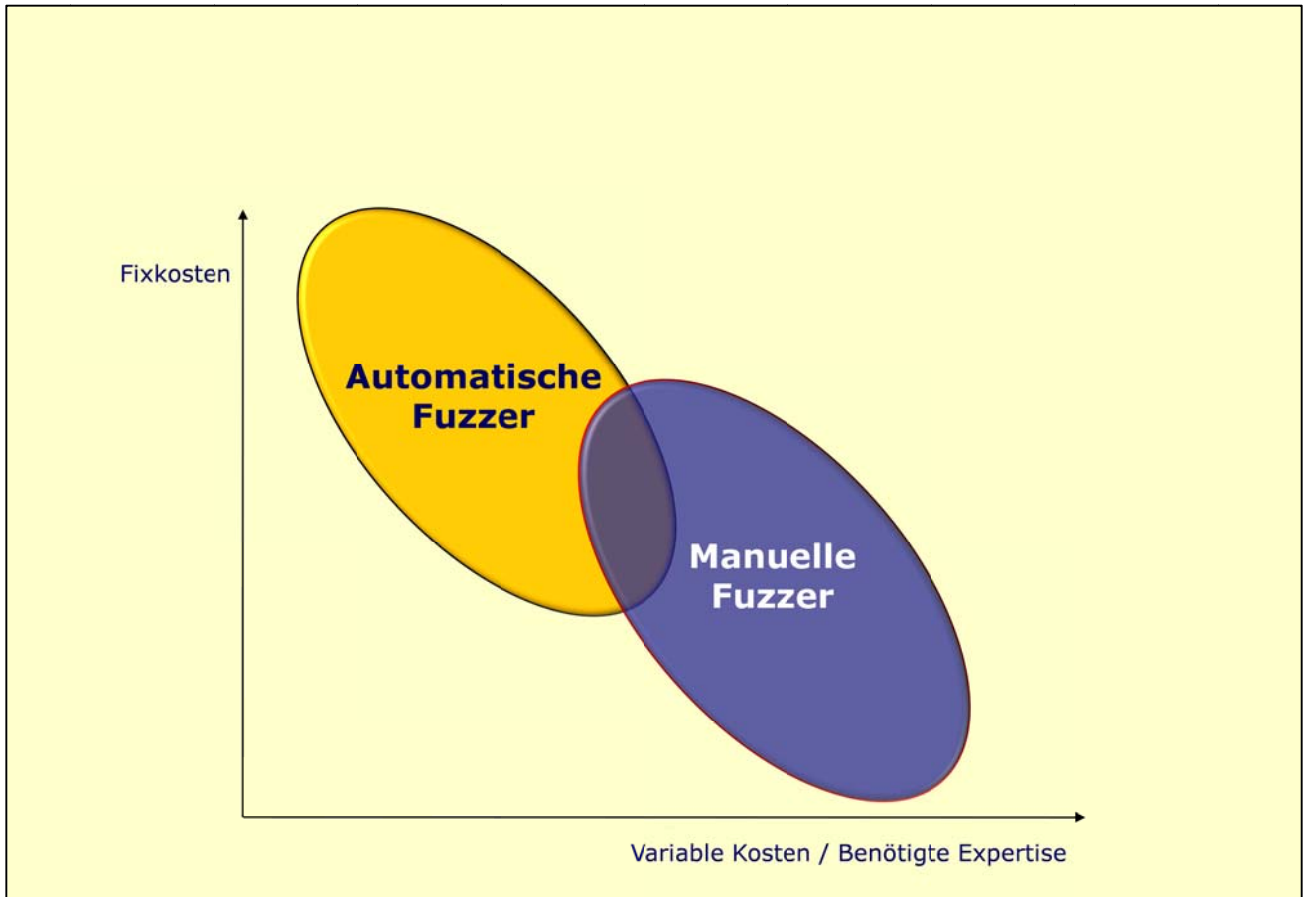 Fixkosten
Automatische
Fuzzer
Manuelle
Fuzzer
Variable Kosten / Benötigte Expertise